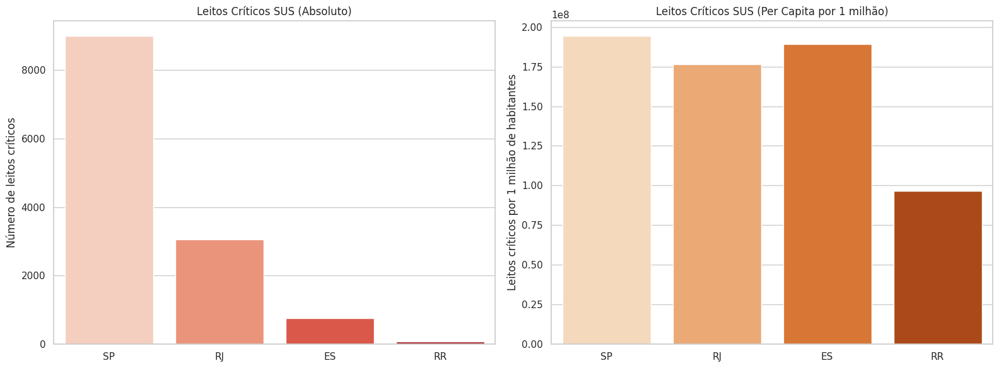 Leitos Críticos SUS (Absoluto)
Número de leitos críticos
8000
6000
4000
2000
0
SP
RJ
ES
RR
Leitos Críticos SUS (Per Capita por 1 milhão)
1e8
Leitos críticos por 1 milhão de habitantes
2.00
1.75
1.50
1.25
1.00
0.75
0.50
0.25
0.00
SP
RJ
ES
RR